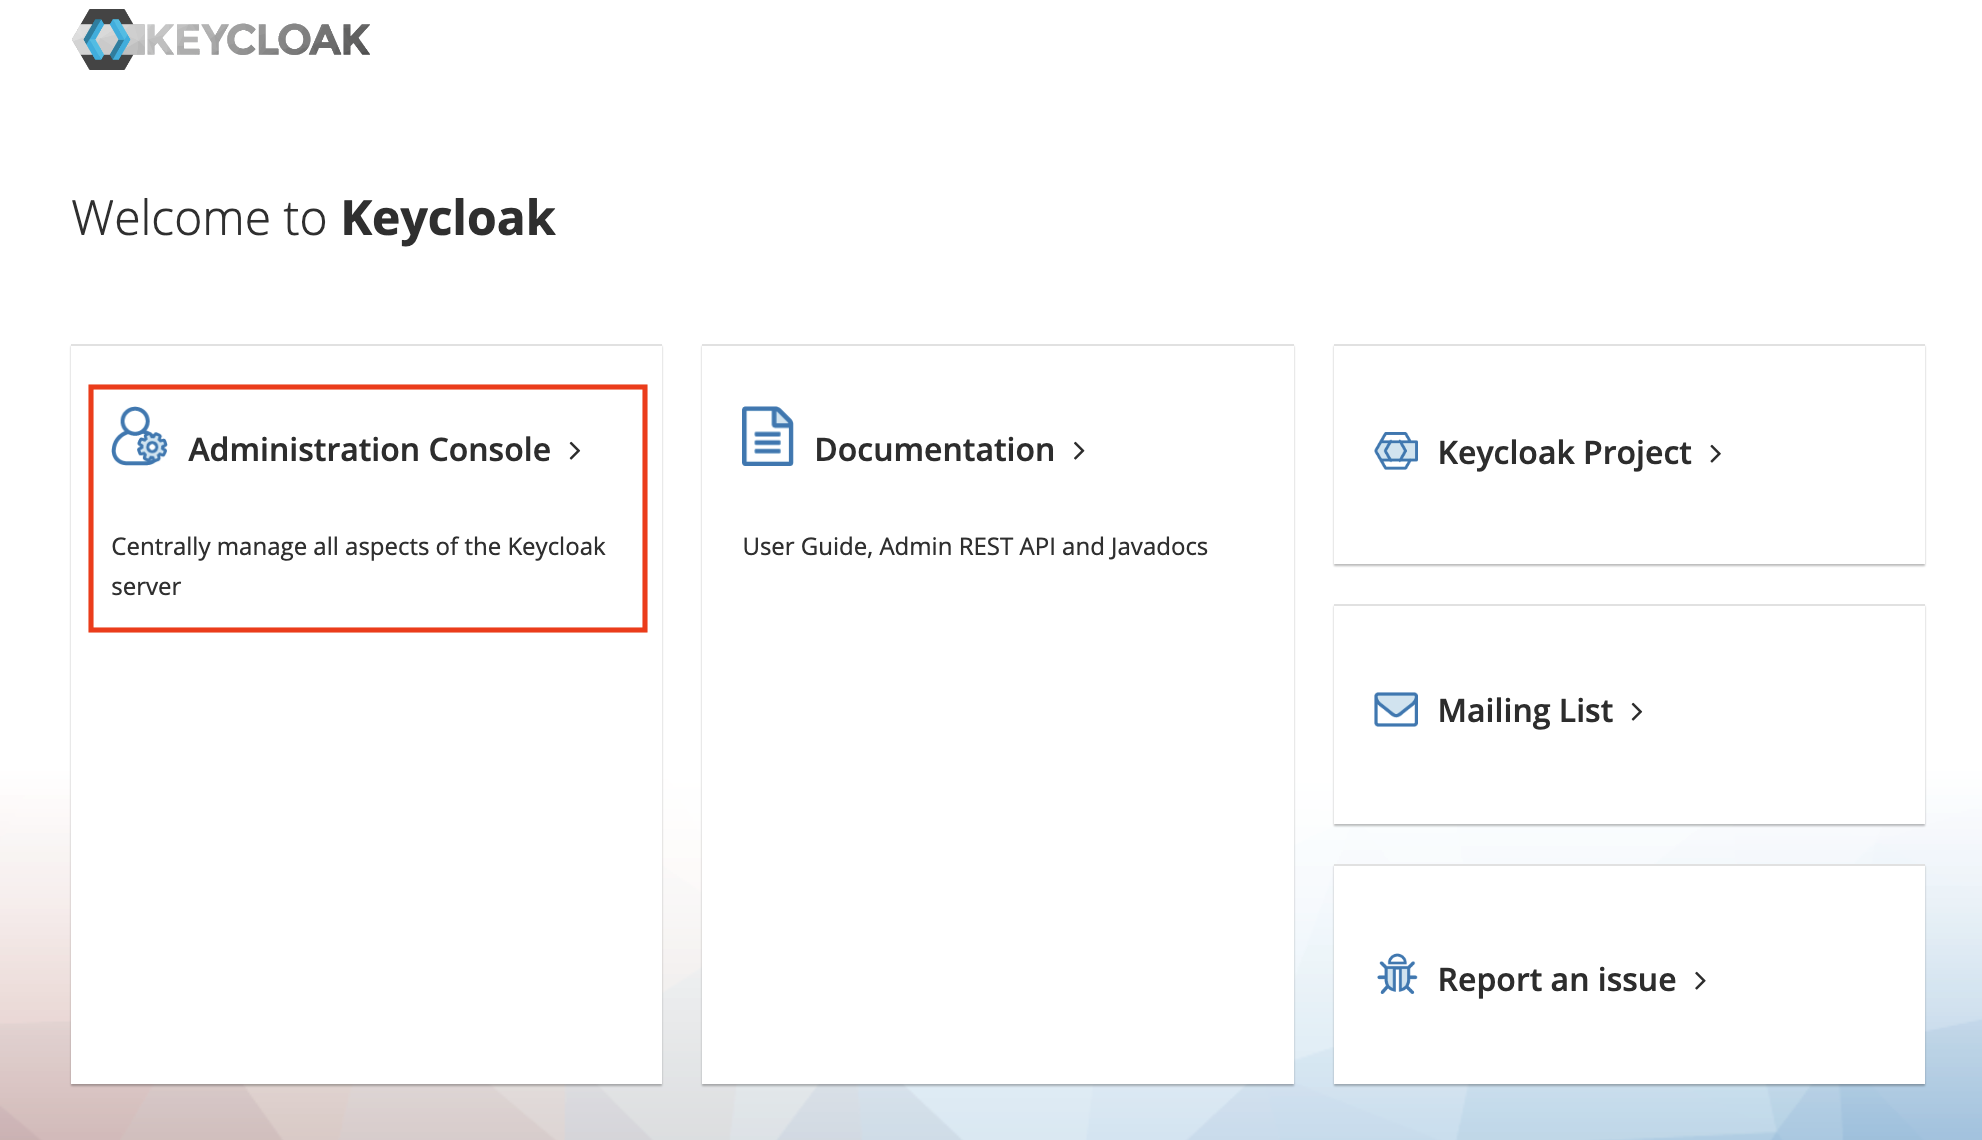 KEYCLOAK
Welcome to Keycloak
Administration Console
Centrally manage all aspects of the Keycloak
server
Documentation
User Guide, Admin REST API and Javadocs
Keycloak Project
Mailing List
Report an issue